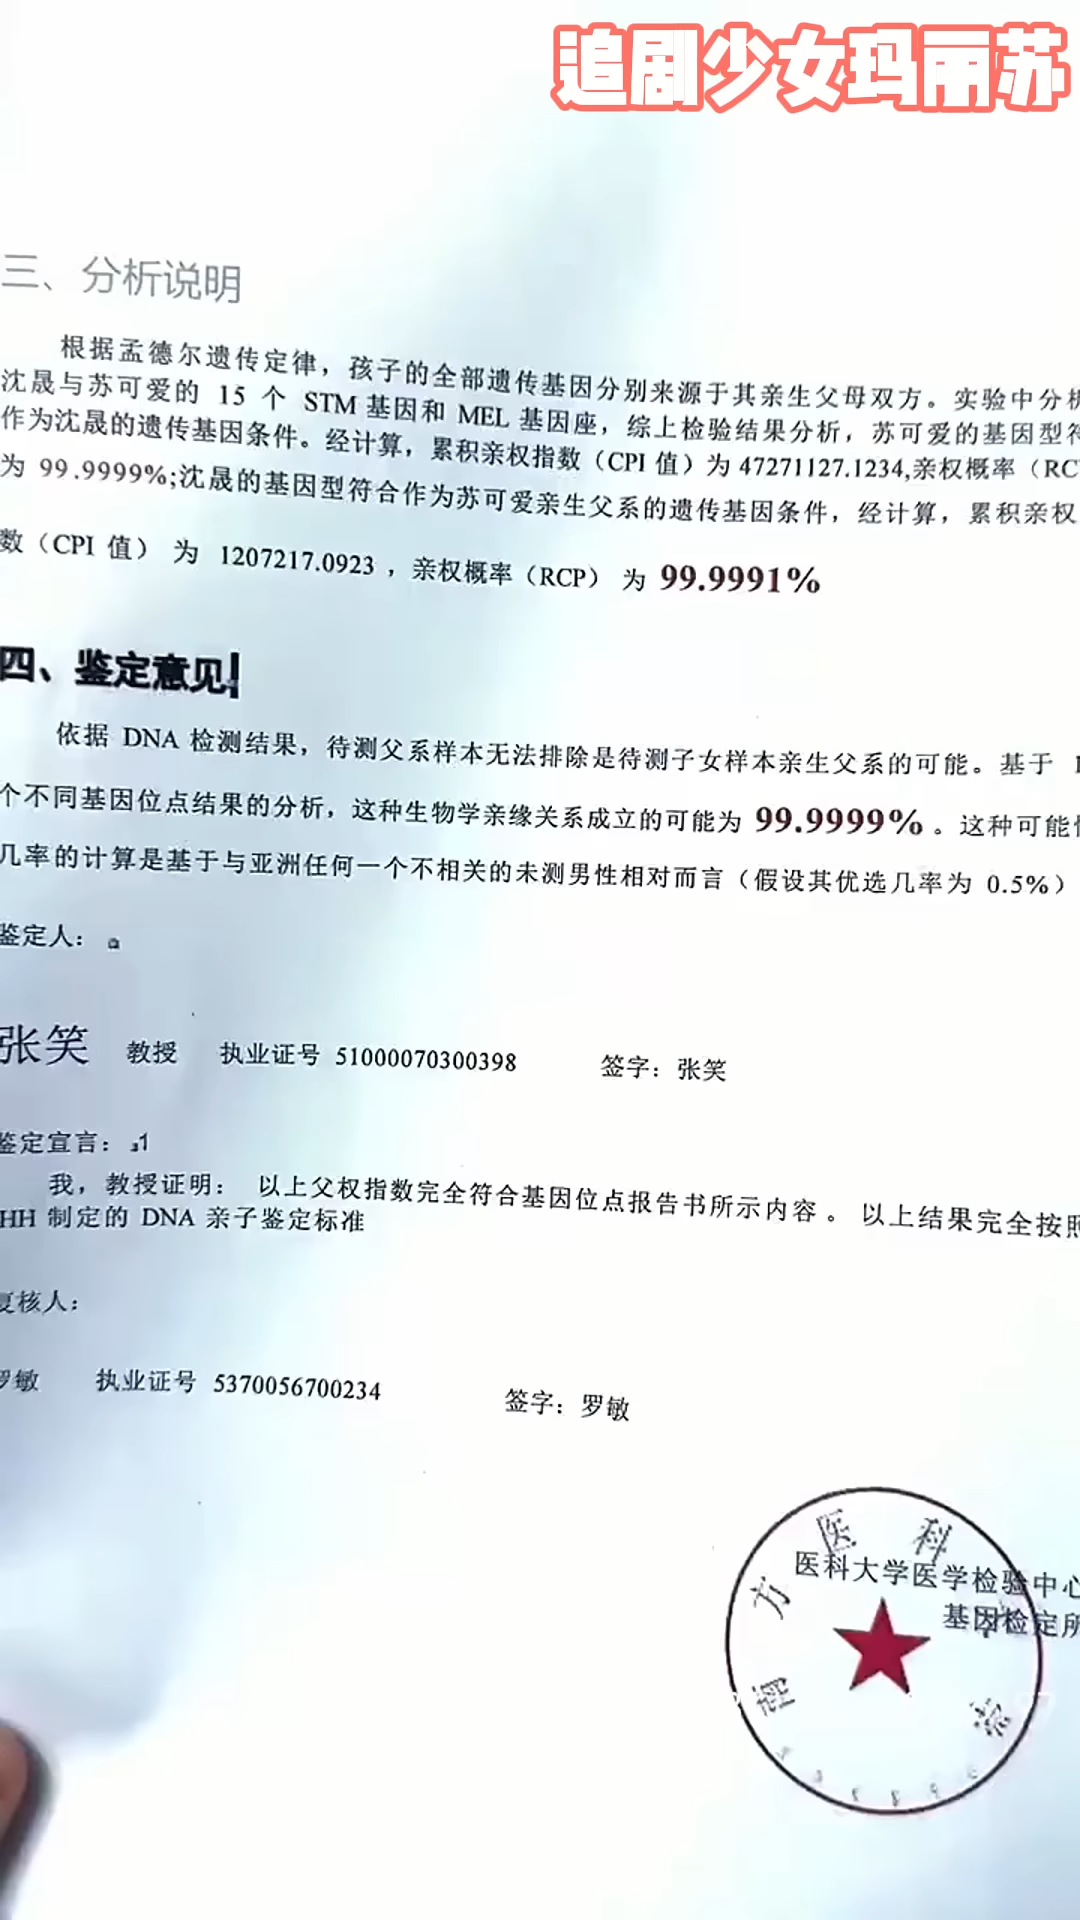 追剧少女玛丽苏
三、分析说明
根据孟德尔遗传定律，孩子的全部遗传基因分别来源于其亲生父母双方。实验中分析
沈晟与苏可爱的 15 个 STM 基因和 MEL 基因座，综上检验结果分析，苏可爱的基因型符
作为沈晟的遗传基因条件。经计算，累积亲权指数（CPI 值）为 47271127.1234,亲权概率（RC
为 99.9999%;沈晟的基因型符合作为苏可爱亲生父系的遗传基因条件，经计算，累积亲权
数（CPI 值） 为 1207217.0923 ，亲权概率（RCP） 为 99.9991%
四、鉴定意见
依据 DNA 检测结果，待测父系样本无法排除是待测子女样本亲生父系的可能。基于
个不同基因位点结果的分析，这种生物学亲缘关系成立的可能为 99.9999% 。这种可能
几率的计算是基于与亚洲任何一个不相关的未测男性相对而言（假设其优选几率为 0.5%）
鉴定人：
张笑 教授 执业证号 51000070300398 签字：张笑
鉴定宣言：
我，教授证明： 以上父权指数完全符合基因位点报告书所示内容 。 以上结果完全按照
HH 制定的 DNA 亲子鉴定标准
复核人：
罗敏 执业证号 5370056700234 签字：罗敏
医科
医科大学医学检验中心
方
基因检定所